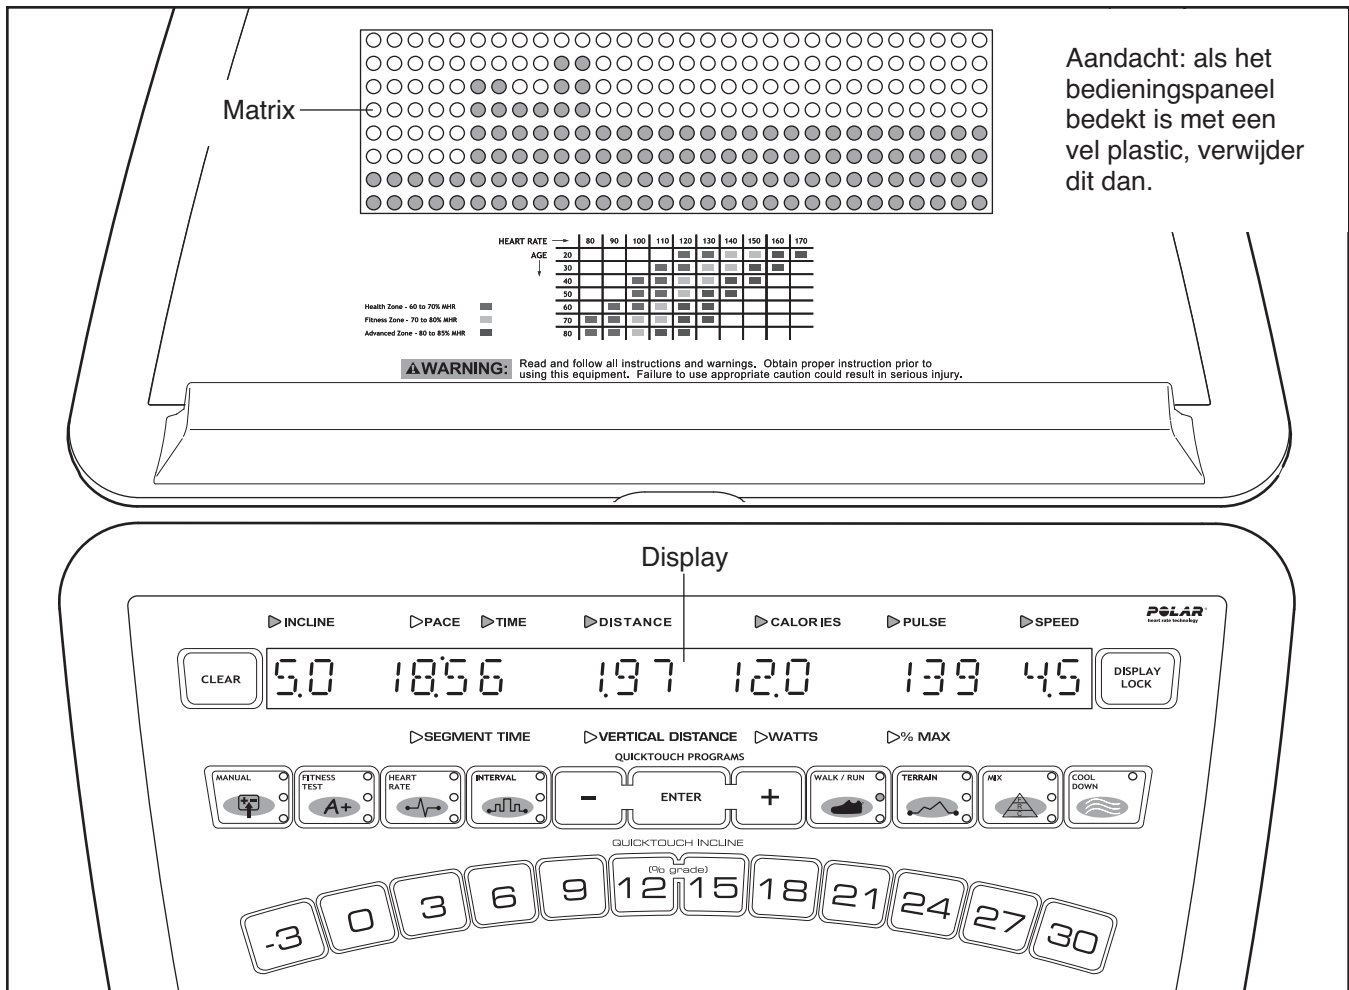 Aandacht: als het
bedieningspaneel
bedekt is met een
vel plastic, verwijder
dit dan.
Matrix
HEART RATE 80 90 100 110 120 130 140 150 160 170
AGE 20
30
40
50
60
70
80
Health Zone - 60 to 70% MHR
Fitness Zone - 70 to 80% MHR
Advanced Zone - 80 to 85% MHR
WARNING: Read and follow all instructions and warnings. Obtain proper instruction prior to
using this equipment. Failure to use appropriate caution could result in serious injury.
Display
POLAR
heart rate technology
INCLINE PACE TIME DISTANCE CALORIES PULSE SPEED
CLEAR 5.0 18:56 1.97 12.0 139 4.5 DISPLAY
LOCK
SEGMENT TIME VERTICAL DISTANCE WATTS % MAX
QUICKTOUCH PROGRAMS
MANUAL FITNESS
TEST HEART
RATE INTERVAL - ENTER + WALK / RUN TERRAIN MIX COOL
DOWN
A+
QUICKTOUCH INCLINE
(% grade)
-3 0 3 6 9 12 15 18 21 24 27 30